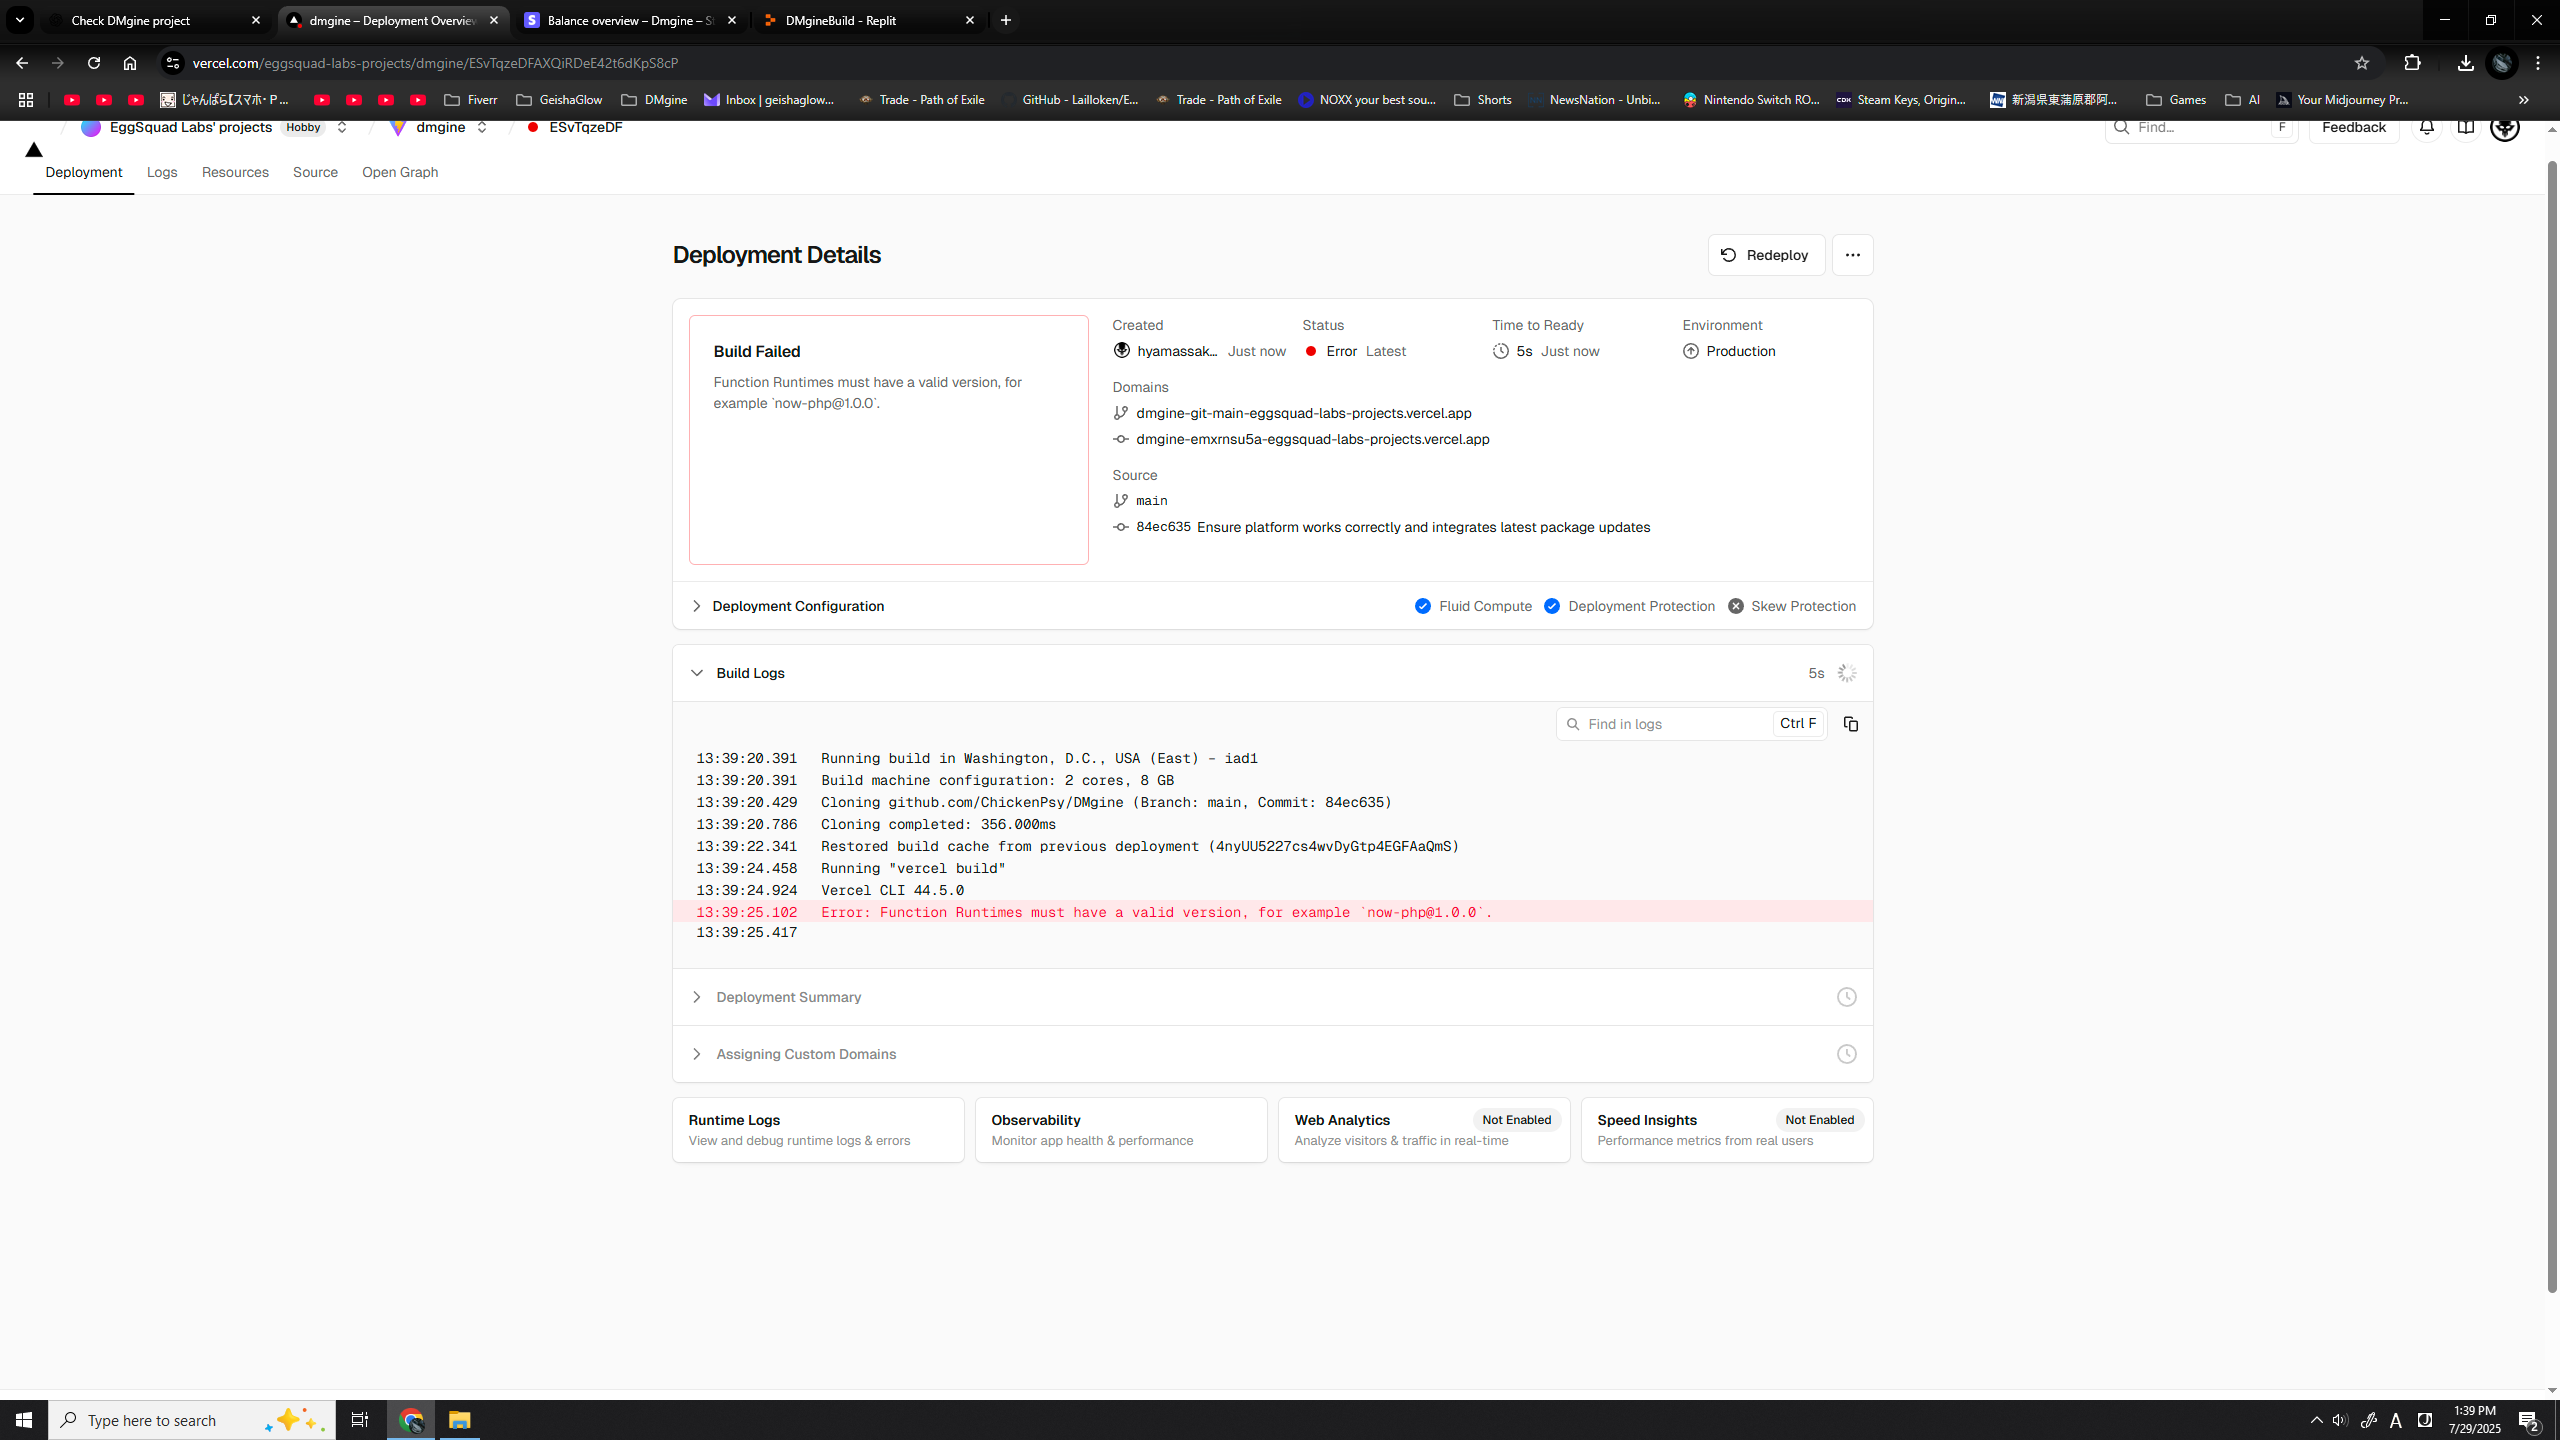 Check DMgine project
dmgine – Deployment Overview
Balance overview – Dmgine – St
DMgineBuild - Replit
vercel.com/eggsquad-labs-projects/dmgine/ESvTqzeDFAXQiRDeE42t6dKpS8cP
じゃんぱら【スマホ・P...
Fiverr
GeishaGlow
DMgine
Inbox | geishaglow...
Trade - Path of Exile
GitHub - Lailloken/E...
Trade - Path of Exile
NOXX your best sou...
Shorts
NewsNation - Unbi...
Nintendo Switch RO...
CDK
Steam Keys, Origin...
新潟県東蒲原郡阿...
Games
AI
Your Midjourney Pr...
EggSquad Labs' projects Hobby
dmgine
ESvTqzeDF
Find...
F
Feedback
Deployment
Logs
Resources
Source
Open Graph
Deployment Details
Redeploy
Build Failed
Function Runtimes must have a valid version, for
example `now-php@1.0.0`.
Created
hyamassak... Just now
Status
Error Latest
Time to Ready
5s Just now
Environment
Production
Domains
dmgine-git-main-eggsquad-labs-projects.vercel.app
dmgine-emxrnsu5a-eggsquad-labs-projects.vercel.app
Source
main
84ec635 Ensure platform works correctly and integrates latest package updates
Deployment Configuration
Fluid Compute
Deployment Protection
Skew Protection
Build Logs
5s
Find in logs
Ctrl F
13:39:20.391 Running build in Washington, D.C., USA (East) – iad1
13:39:20.391 Build machine configuration: 2 cores, 8 GB
13:39:20.429 Cloning github.com/ChickenPsy/DMgine (Branch: main, Commit: 84ec635)
13:39:20.786 Cloning completed: 356.000ms
13:39:22.341 Restored build cache from previous deployment (4nyUU5227cs4wvDyGtp4EGFAaQmS)
13:39:24.458 Running "vercel build"
13:39:24.924 Vercel CLI 44.5.0
13:39:25.102 Error: Function Runtimes must have a valid version, for example `now-php@1.0.0`.
13:39:25.417
Deployment Summary
Assigning Custom Domains
Runtime Logs
View and debug runtime logs & errors
Observability
Monitor app health & performance
Web Analytics
Not Enabled
Analyze visitors & traffic in real-time
Speed Insights
Not Enabled
Performance metrics from real users
Type here to search
A
1:39 PM
7/29/2025
2